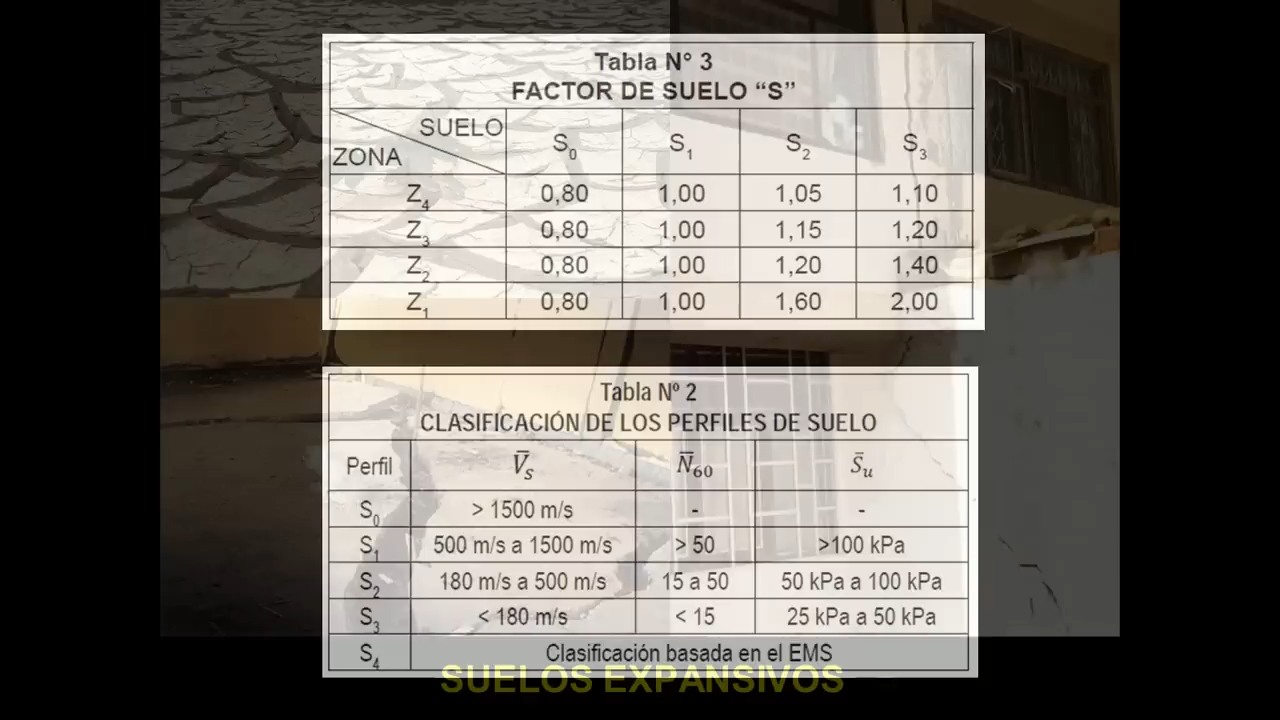 Tabla N° 3
FACTOR DE SUELO “S”
SUELO
ZONA
S0 S1 S2 S3
Z4 0,80 1,00 1,05 1,10
Z3 0,80 1,00 1,15 1,20
Z2 0,80 1,00 1,20 1,40
Z1 0,80 1,00 1,60 2,00
Tabla Nº 2
CLASIFICACIÓN DE LOS PERFILES DE SUELO
Perfil V̄s N̄60 S̄u
S0 > 1500 m/s - -
S1 500 m/s a 1500 m/s > 50 >100 kPa
S2 180 m/s a 500 m/s 15 a 50 50 kPa a 100 kPa
S3 < 180 m/s < 15 25 kPa a 50 kPa
S4 Clasificación basada en el EMS
SUELOS EXPANSIVOS